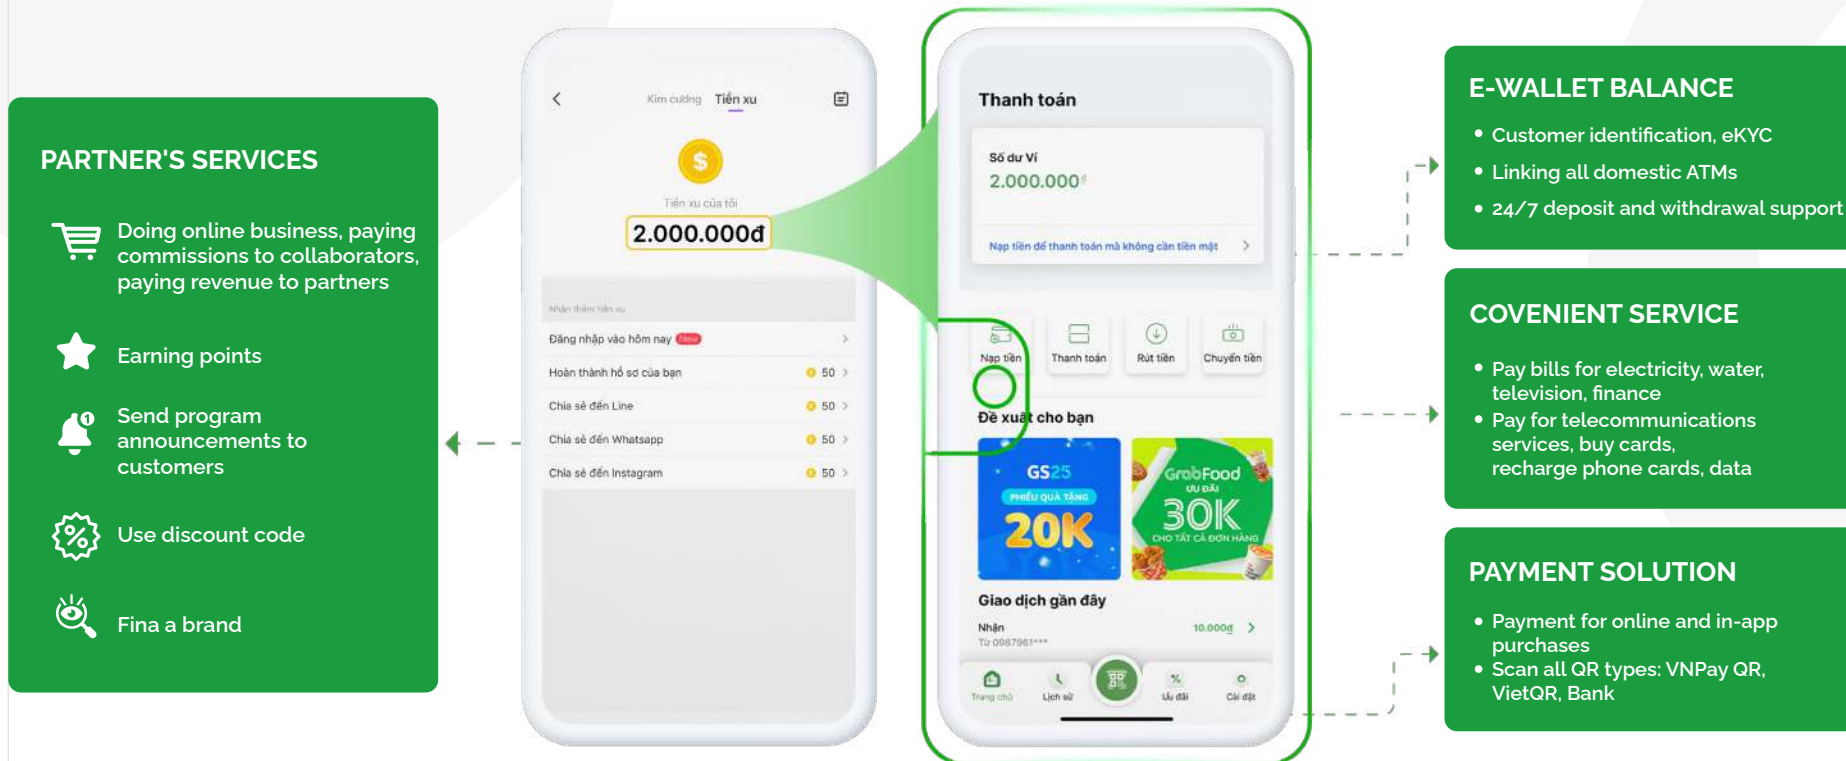 PARTNER'S SERVICES
Doing online business, paying
commissions to collaborators,
paying revenue to partners
Earning points
1
Send program
announcements to
customers
%
Use discount code
Fina a brand
Kim cương Tiền xu
$
Tiền xu của tôi
2.000.000đ
Nhận thêm tiền xu
Đăng nhập vào hôm nay New
Hoàn thành hồ sơ của bạn 50
Chia sẻ đến Line 50
Chia sẻ đến Whatsapp 50
Chia sẻ đến Instagram 50
Thanh toán
Số dư Ví
2.000.000đ
Nạp tiền để thanh toán mà không cần tiền mặt
Nạp tiền Thanh toán Rút tiền Chuyển tiền
Đề xuất cho bạn
GS25
PHIẾU QUÀ TẶNG
20K
GrabFood
ƯU ĐÃI
30K
CHO TẤT CẢ ĐƠN HÀNG
Giao dịch gần đây
Nhận 10.000đ
Từ 0987961***
Trang chủ Lịch sử Ưu đãi Cài đặt
E-WALLET BALANCE
• Customer identification, eKYC
• Linking all domestic ATMs
• 24/7 deposit and withdrawal support
COVENIENT SERVICE
• Pay bills for electricity, water,
television, finance
• Pay for telecommunications
services, buy cards,
recharge phone cards, data
PAYMENT SOLUTION
• Payment for online and in-app
purchases
• Scan all QR types: VNPay QR,
VietQR, Bank